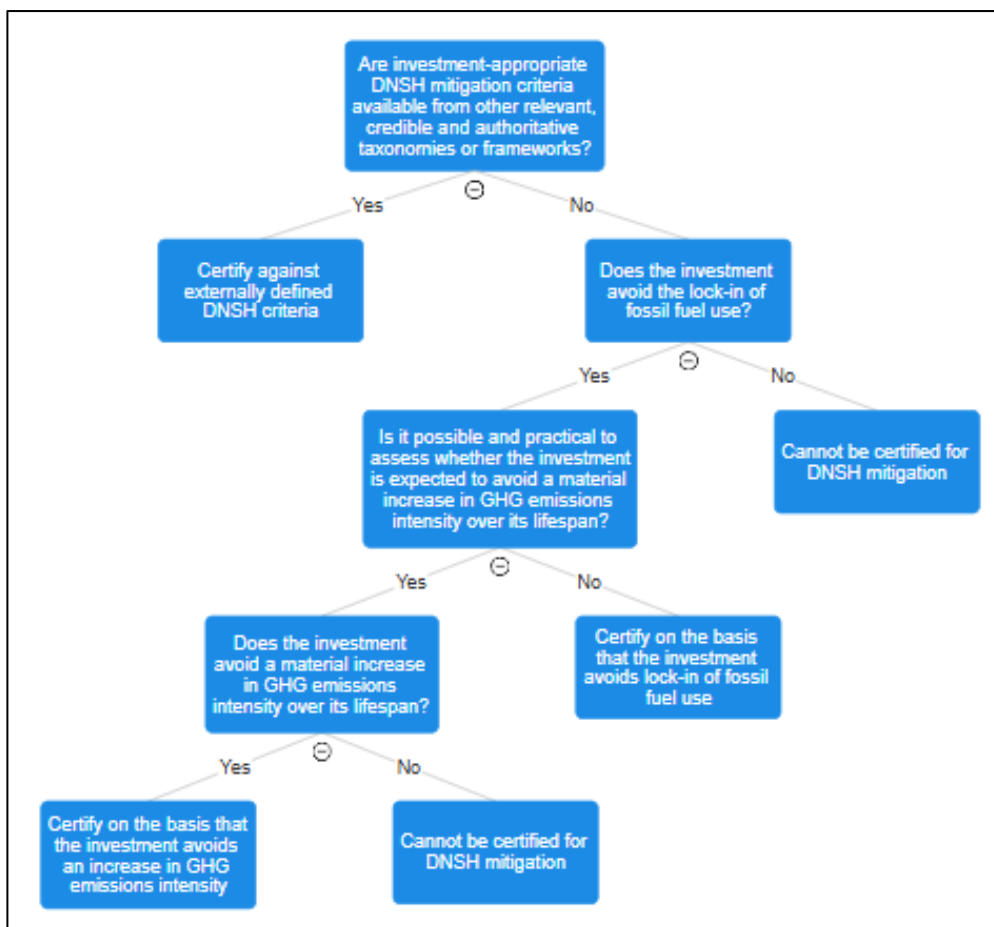 Are investment-appropriate
DNSH mitigation criteria
available from other relevant,
credible and authoritative
taxonomies or frameworks?
Yes
No
Certify against
externally defined
DNSH criteria
Does the investment
avoid the lock-in of
fossil fuel use?
Yes
No
Is it possible and practical to
assess whether the investment
is expected to avoid a material
increase in GHG emissions
intensity over its lifespan?
Cannot be certified for
DNSH mitigation
Yes
No
Does the investment
avoid a material increase
in GHG emissions
intensity over its lifespan?
Certify on the basis
that the investment
avoids lock-in of fossil
fuel use
Yes
No
Certify on the basis that
the investment avoids
an increase in GHG
emissions intensity
Cannot be certified for
DNSH mitigation